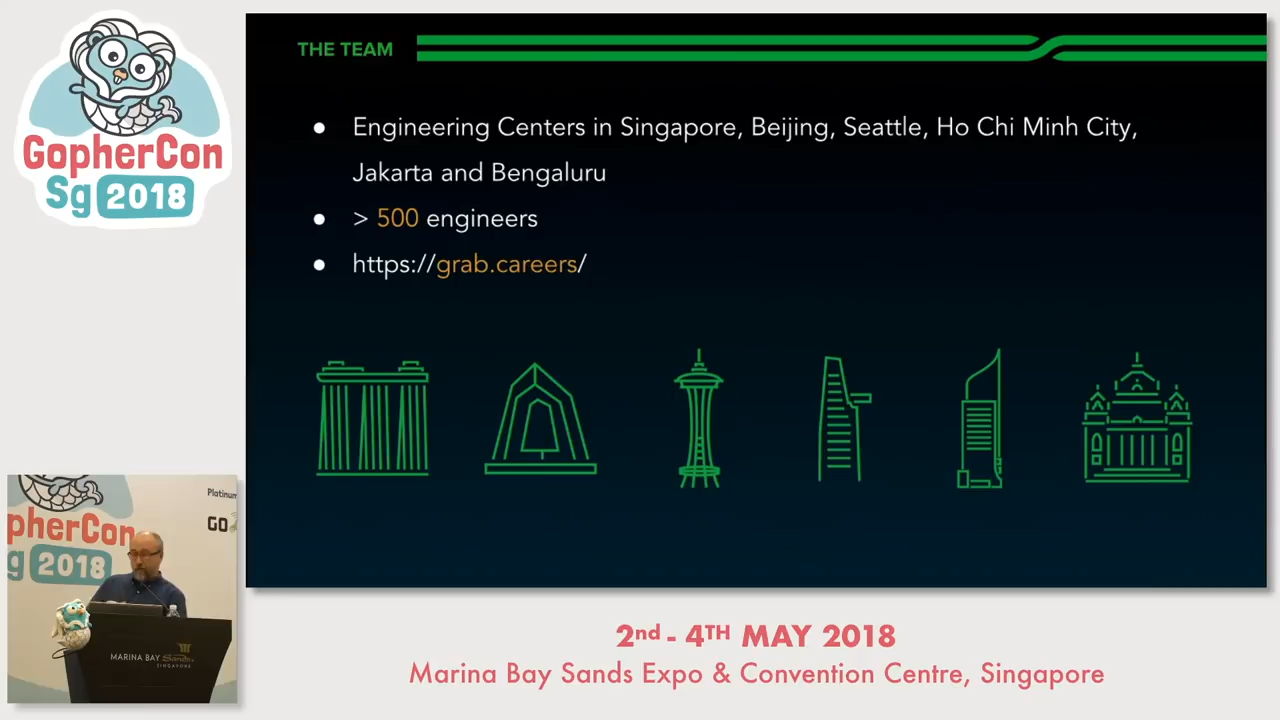 GopherCon
Sg 2018
THE TEAM
● Engineering Centers in Singapore, Beijing, Seattle, Ho Chi Minh City,
Jakarta and Bengaluru
● > 500 engineers
● https://grab.careers/
Platinum
GO
pherCon
g 2018
MARINA BAY Sands
SINGAPORE
2nd - 4TH MAY 2018
Marina Bay Sands Expo & Convention Centre, Singapore